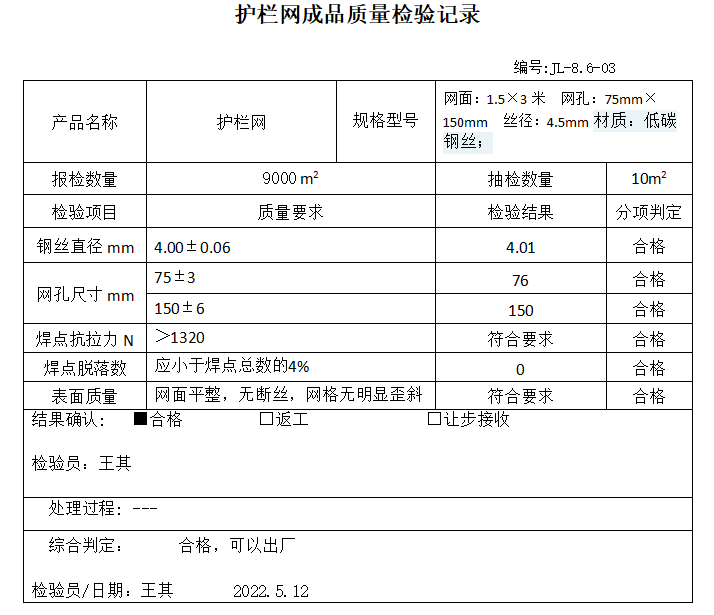 护栏网成品质量检验记录
编号:JL-8.6-03
产品名称 护栏网 规格型号 网面：1.5×3 米 网孔：75mm×
150mm 丝径：4.5mm 材质：低碳
钢丝；
报检数量 9000 m² 抽检数量 10m²
检验项目 质量要求 检验结果 分项判定
钢丝直径 mm 4.00±0.06 4.01 合格
网孔尺寸 mm 75±3 76 合格
150±6 150 合格
焊点抗拉力 N ＞1320 符合要求 合格
焊点脱落数 应小于焊点总数的4% 0 合格
表面质量 网面平整，无断丝，网格无明显歪斜 符合要求 合格
结果确认： ■合格 □返工 □让步接收
检验员：王其
处理过程：---
综合判定： 合格，可以出厂
检验员/日期：王其 2022.5.12